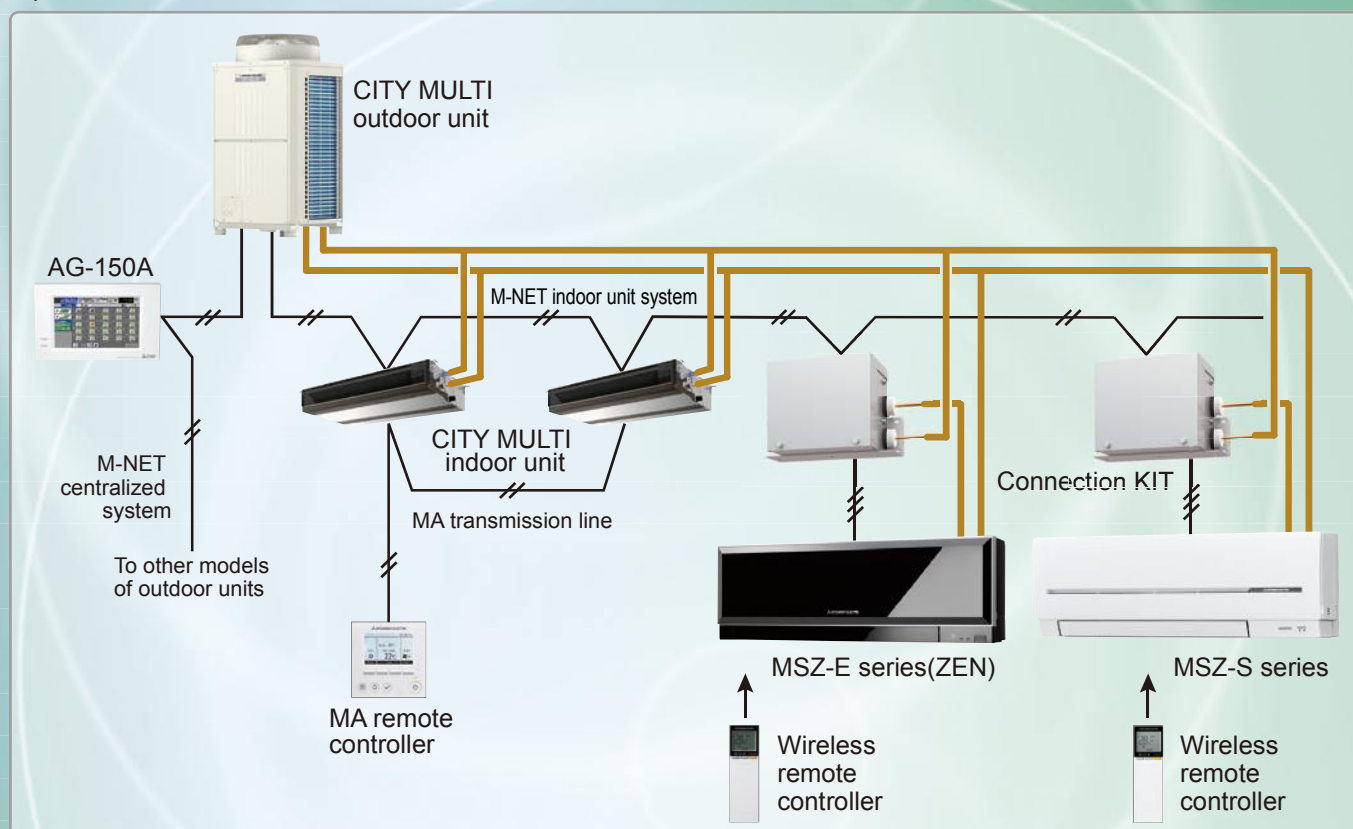 CITY MULTI
outdoor unit
AG-150A
M-NET indoor unit system
CITY MULTI
indoor unit
Connection KIT
M-NET
centralized
system
MA transmission line
To other models
of outdoor units
MSZ-E series(ZEN)
MSZ-S series
MA remote
controller
Wireless
remote
controller
Wireless
remote
controller